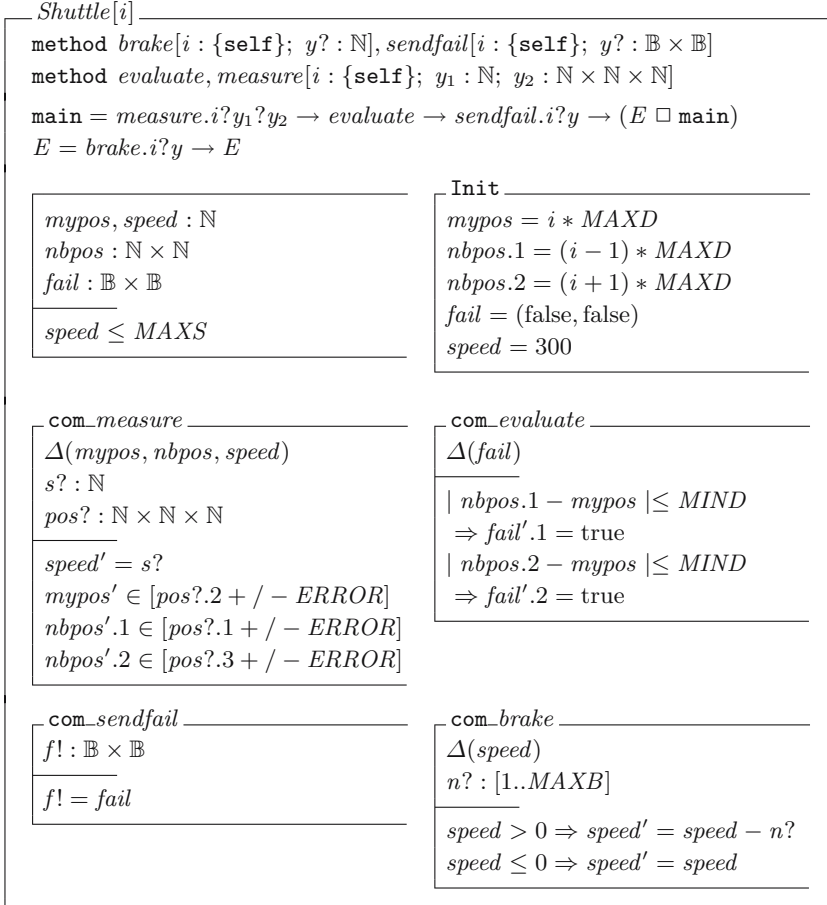 Shuttle[i]
method brake[i : {self}; y? : ℕ], sendfail[i : {self}; y? : 𝔹 × 𝔹]
method evaluate, measure[i : {self}; y₁ : ℕ; y₂ : ℕ × ℕ × ℕ]
main = measure.i?y₁?y₂ → evaluate → sendfail.i?y → (E □ main)
E = brake.i?y → E
mypos, speed : ℕ
nbpos : ℕ × ℕ
fail : 𝔹 × 𝔹
speed ≤ MAXS
Init
mypos = i ∗ MAXD
nbpos.1 = (i − 1) ∗ MAXD
nbpos.2 = (i + 1) ∗ MAXD
fail = (false, false)
speed = 300
com_measure
Δ(mypos, nbpos, speed)
s? : ℕ
pos? : ℕ × ℕ × ℕ
speed′ = s?
mypos′ ∈ [pos?.2 + / − ERROR]
nbpos′.1 ∈ [pos?.1 + / − ERROR]
nbpos′.2 ∈ [pos?.3 + / − ERROR]
com_evaluate
Δ(fail)
| nbpos.1 − mypos |≤ MIND
⇒ fail′.1 = true
| nbpos.2 − mypos |≤ MIND
⇒ fail′.2 = true
com_sendfail
f! : 𝔹 × 𝔹
f! = fail
com_brake
Δ(speed)
n? : [1..MAXB]
speed > 0 ⇒ speed′ = speed − n?
speed ≤ 0 ⇒ speed′ = speed